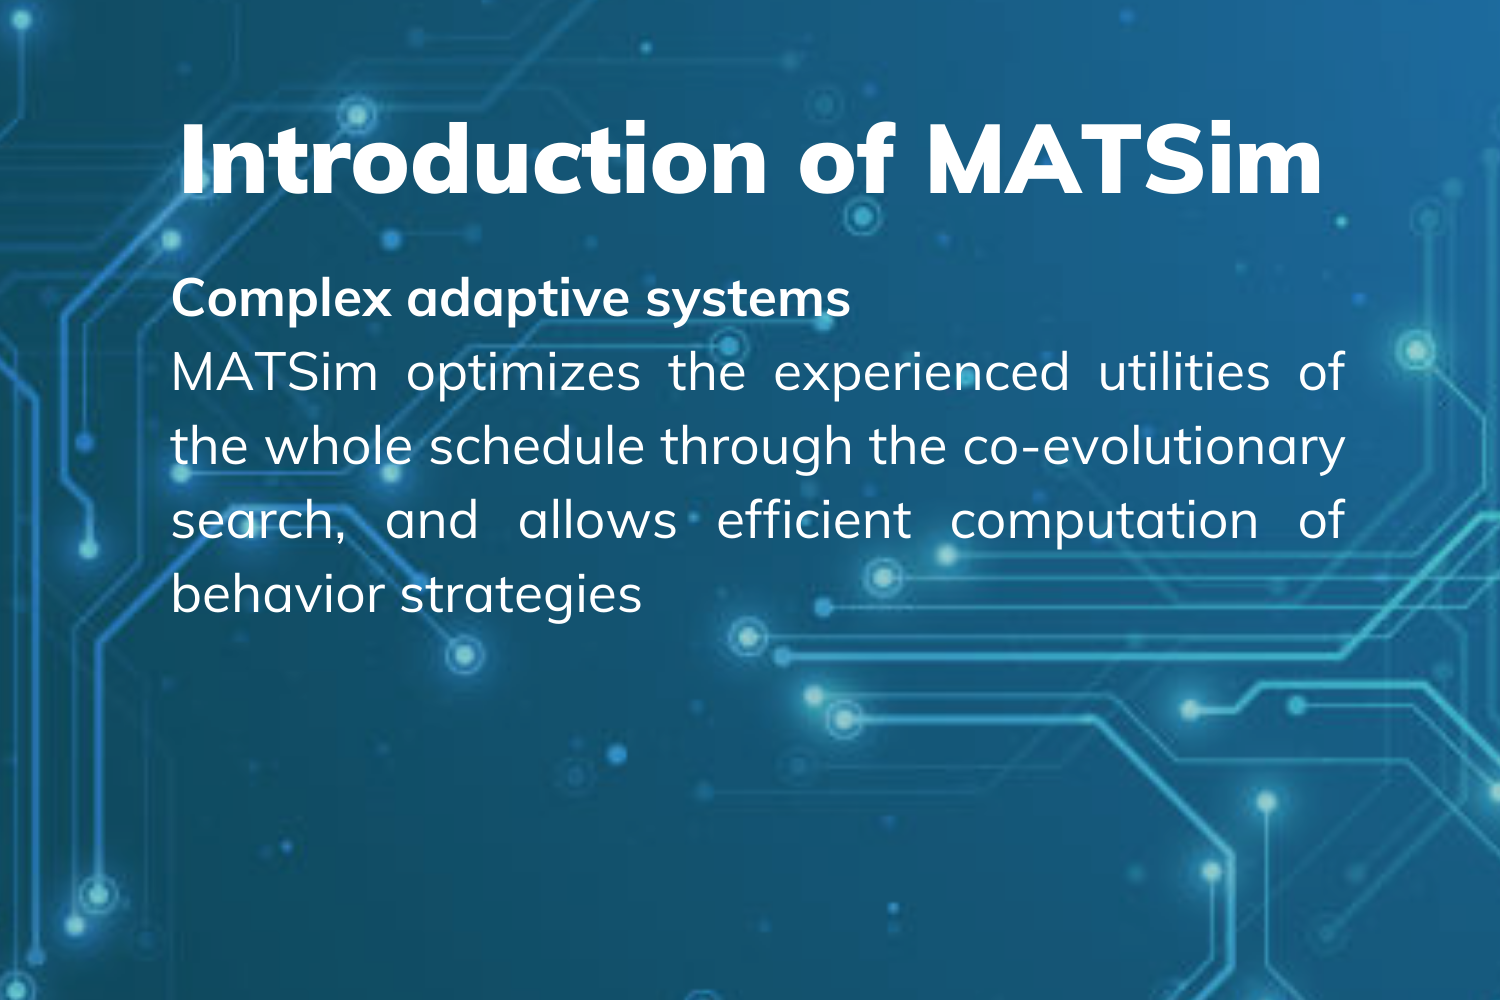 Introduction of MATSim
Complex adaptive systems
MATSim optimizes the experienced utilities of
the whole schedule through the co-evolutionary
search, and allows efficient computation of
behavior strategies